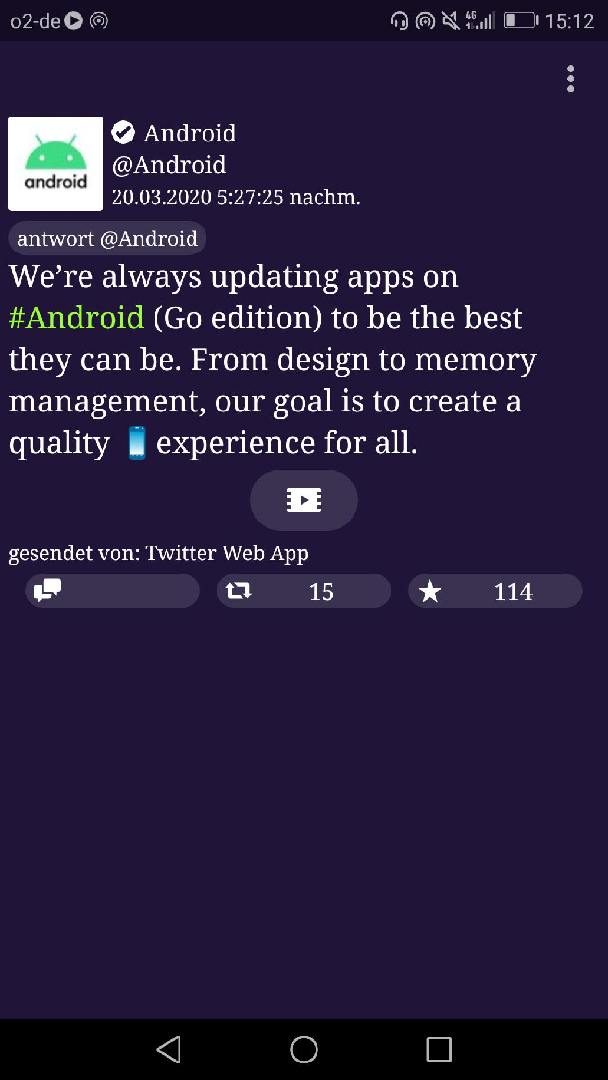 o2-de 4G 15:12
android
Android
@Android
20.03.2020 5:27:25 nachm.
antwort @Android
We’re always updating apps on
#Android (Go edition) to be the best
they can be. From design to memory
management, our goal is to create a
quality 📱 experience for all.
gesendet von: Twitter Web App
15 114